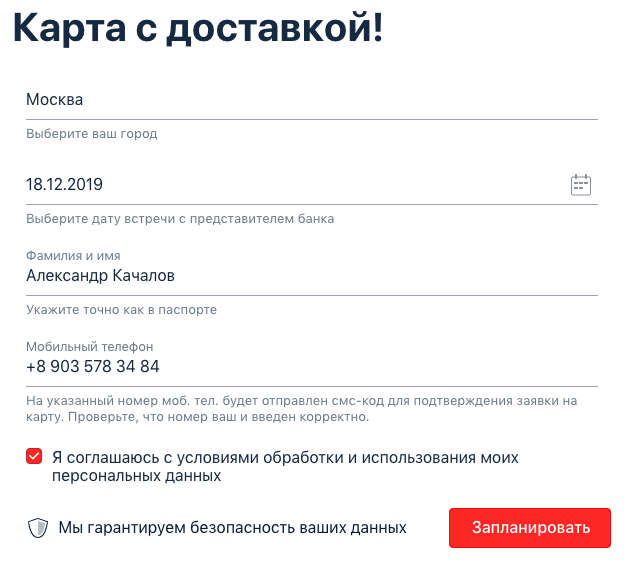 Карта с доставкой!
Москва
Выберите ваш город
18.12.2019
Выберите дату встречи с представителем банка
Фамилия и имя
Александр Качалов
Укажите точно как в паспорте
Мобильный телефон
+8 903 578 34 84
На указанный номер моб. тел. будет отправлен смс-код для подтверждения заявки на
карту. Проверьте, что номер ваш и введен корректно.
Я соглашаюсь с условиями обработки и использования моих
персональных данных
Мы гарантируем безопасность ваших данных
Запланировать